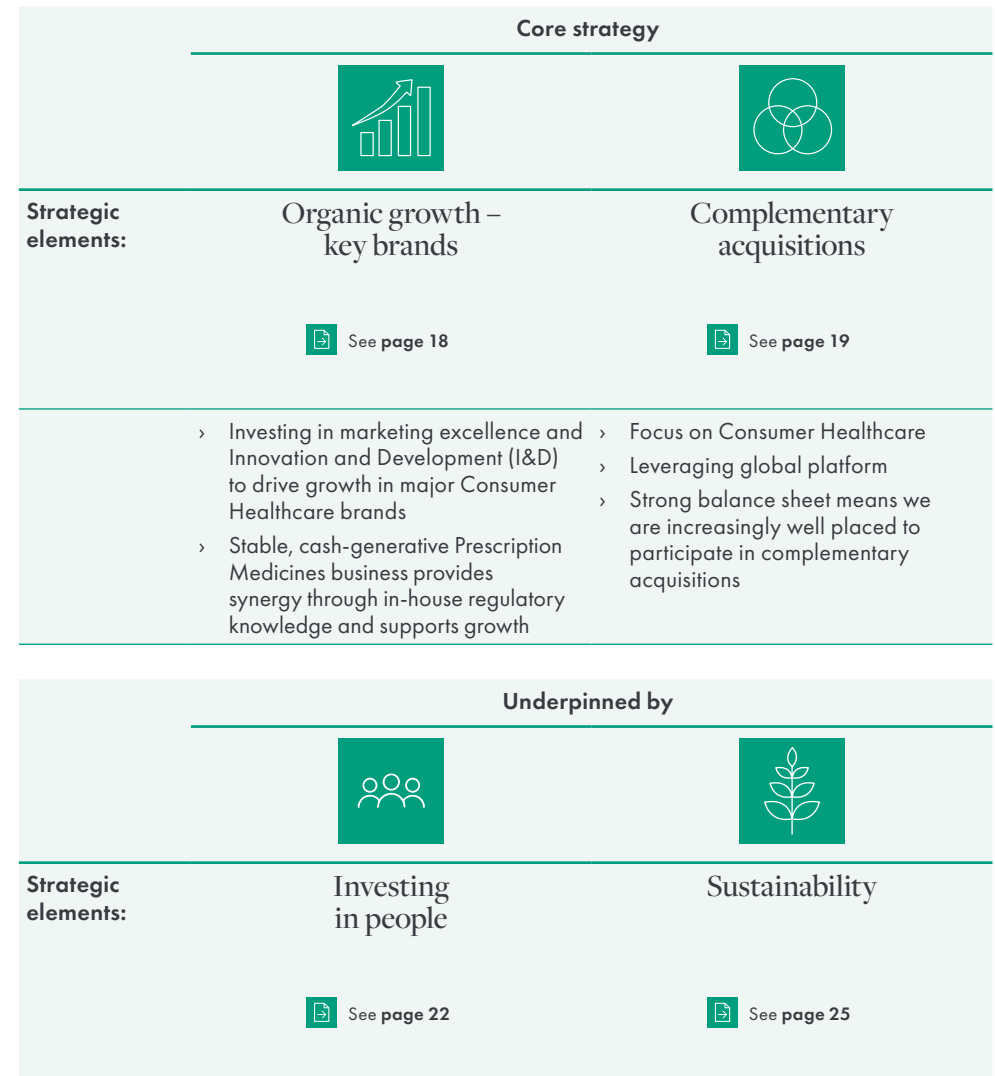 Core strategy
Strategic
elements:
Organic growth –
key brands
See page 18
Complementary
acquisitions
See page 19
› Investing in marketing excellence and
Innovation and Development (I&D)
to drive growth in major Consumer
Healthcare brands
› Stable, cash-generative Prescription
Medicines business provides
synergy through in-house regulatory
knowledge and supports growth
› Focus on Consumer Healthcare
› Leveraging global platform
› Strong balance sheet means we
are increasingly well placed to
participate in complementary
acquisitions
Underpinned by
Strategic
elements:
Investing
in people
See page 22
Sustainability
See page 25